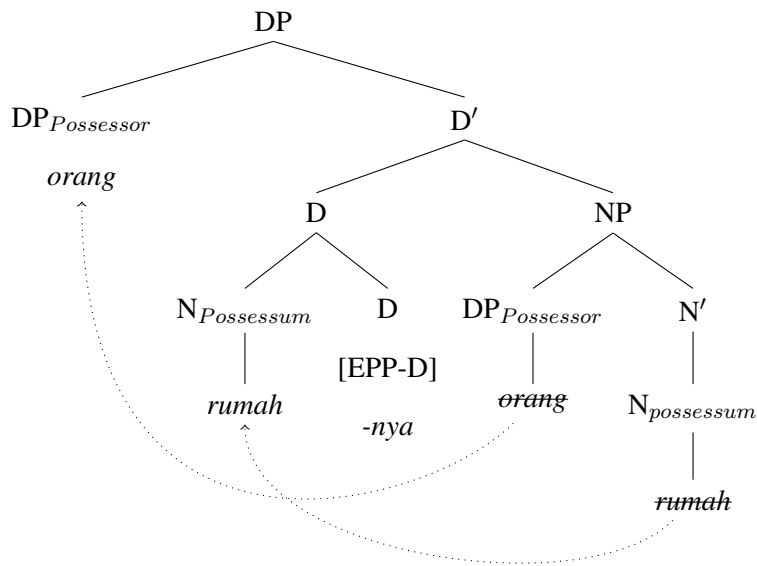 DP
DP_Possessor D′
orang
D NP
N_Possessum D DP_Possessor N′
[EPP-D]
rumah orang N_possessum
-nya
rumah